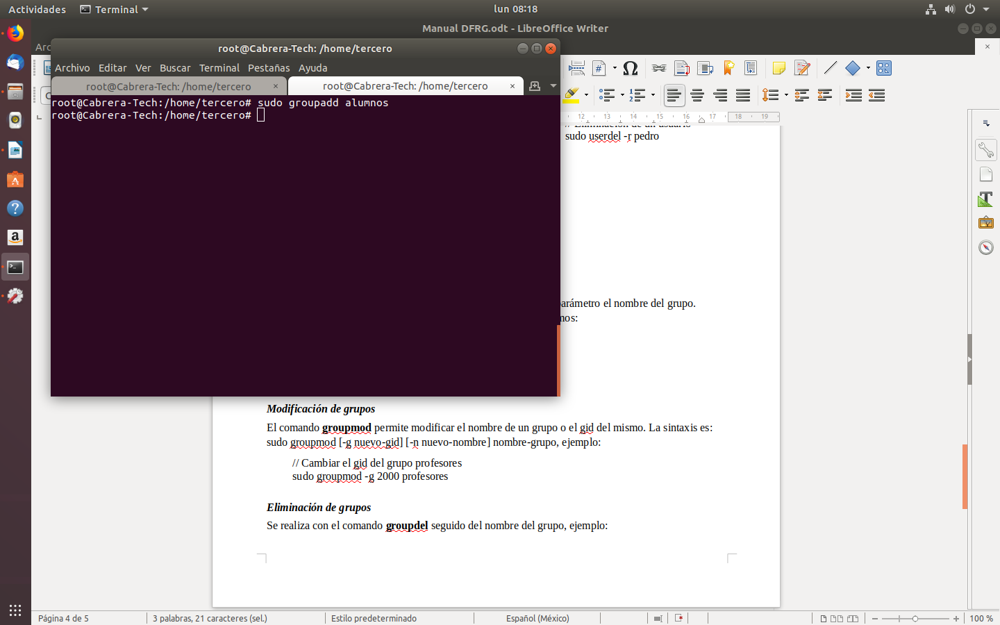 Actividades Terminal lun 08:18
Manual DFRG.odt - LibreOffice Writer
root@Cabrera-Tech: /home/tercero
Archivo Editar Ver Buscar Terminal Pestañas Ayuda
root@Cabrera-Tech: /home/tercero × root@Cabrera-Tech: /home/tercero ×
root@Cabrera-Tech:/home/tercero# sudo groupadd alumnos
root@Cabrera-Tech:/home/tercero#
12 13 14 15 16 17 18 19
// Eliminación de un usuario
sudo userdel -r pedro
parámetro el nombre del grupo.
mos:
Modificación de grupos
El comando groupmod permite modificar el nombre de un grupo o el gid del mismo. La sintaxis es:
sudo groupmod [-g nuevo-gid] [-n nuevo-nombre] nombre-grupo, ejemplo:
// Cambiar el gid del grupo profesores
sudo groupmod -g 2000 profesores
Eliminación de grupos
Se realiza con el comando groupdel seguido del nombre del grupo, ejemplo:
Página 4 de 5 3 palabras, 21 caracteres (sel.) Estilo predeterminado Español (México) 100 %